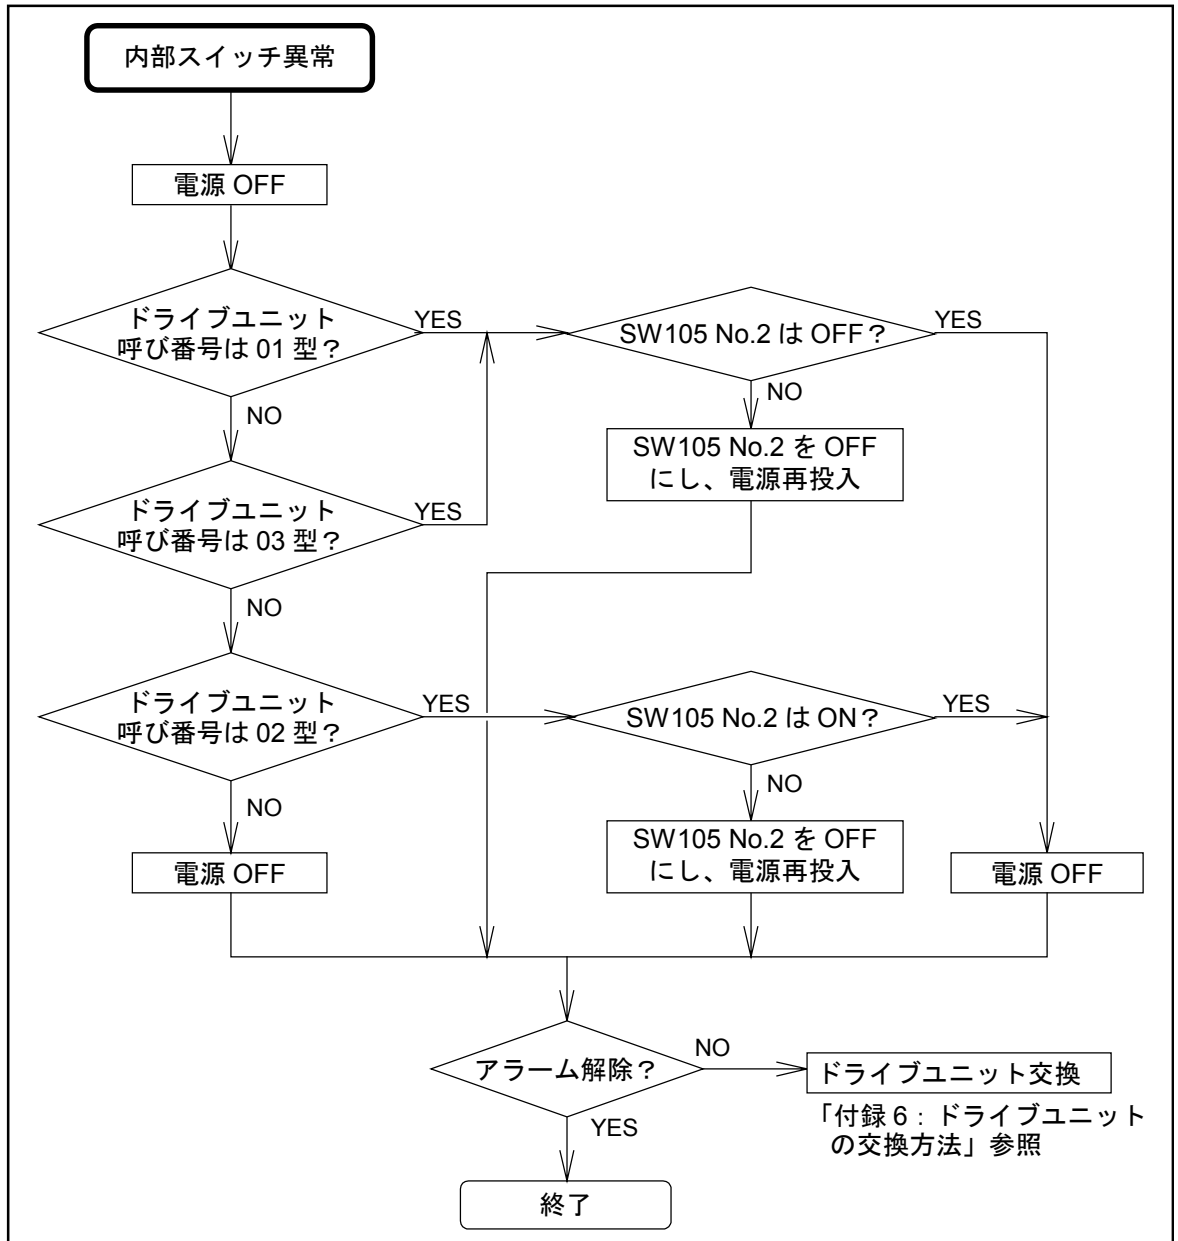 内部スイッチ異常
電源 OFF
ドライブユニット
呼び番号は 01 型？
YES
SW105 No.2 は OFF？
YES
NO
NO
SW105 No.2 を OFF
にし、電源再投入
ドライブユニット
呼び番号は 03 型？
YES
NO
ドライブユニット
呼び番号は 02 型？
YES
SW105 No.2 は ON？
YES
NO
NO
電源 OFF
SW105 No.2 を OFF
にし、電源再投入
電源 OFF
アラーム解除？
NO
ドライブユニット交換
「付録 6：ドライブユニット
の交換方法」参照
YES
終了